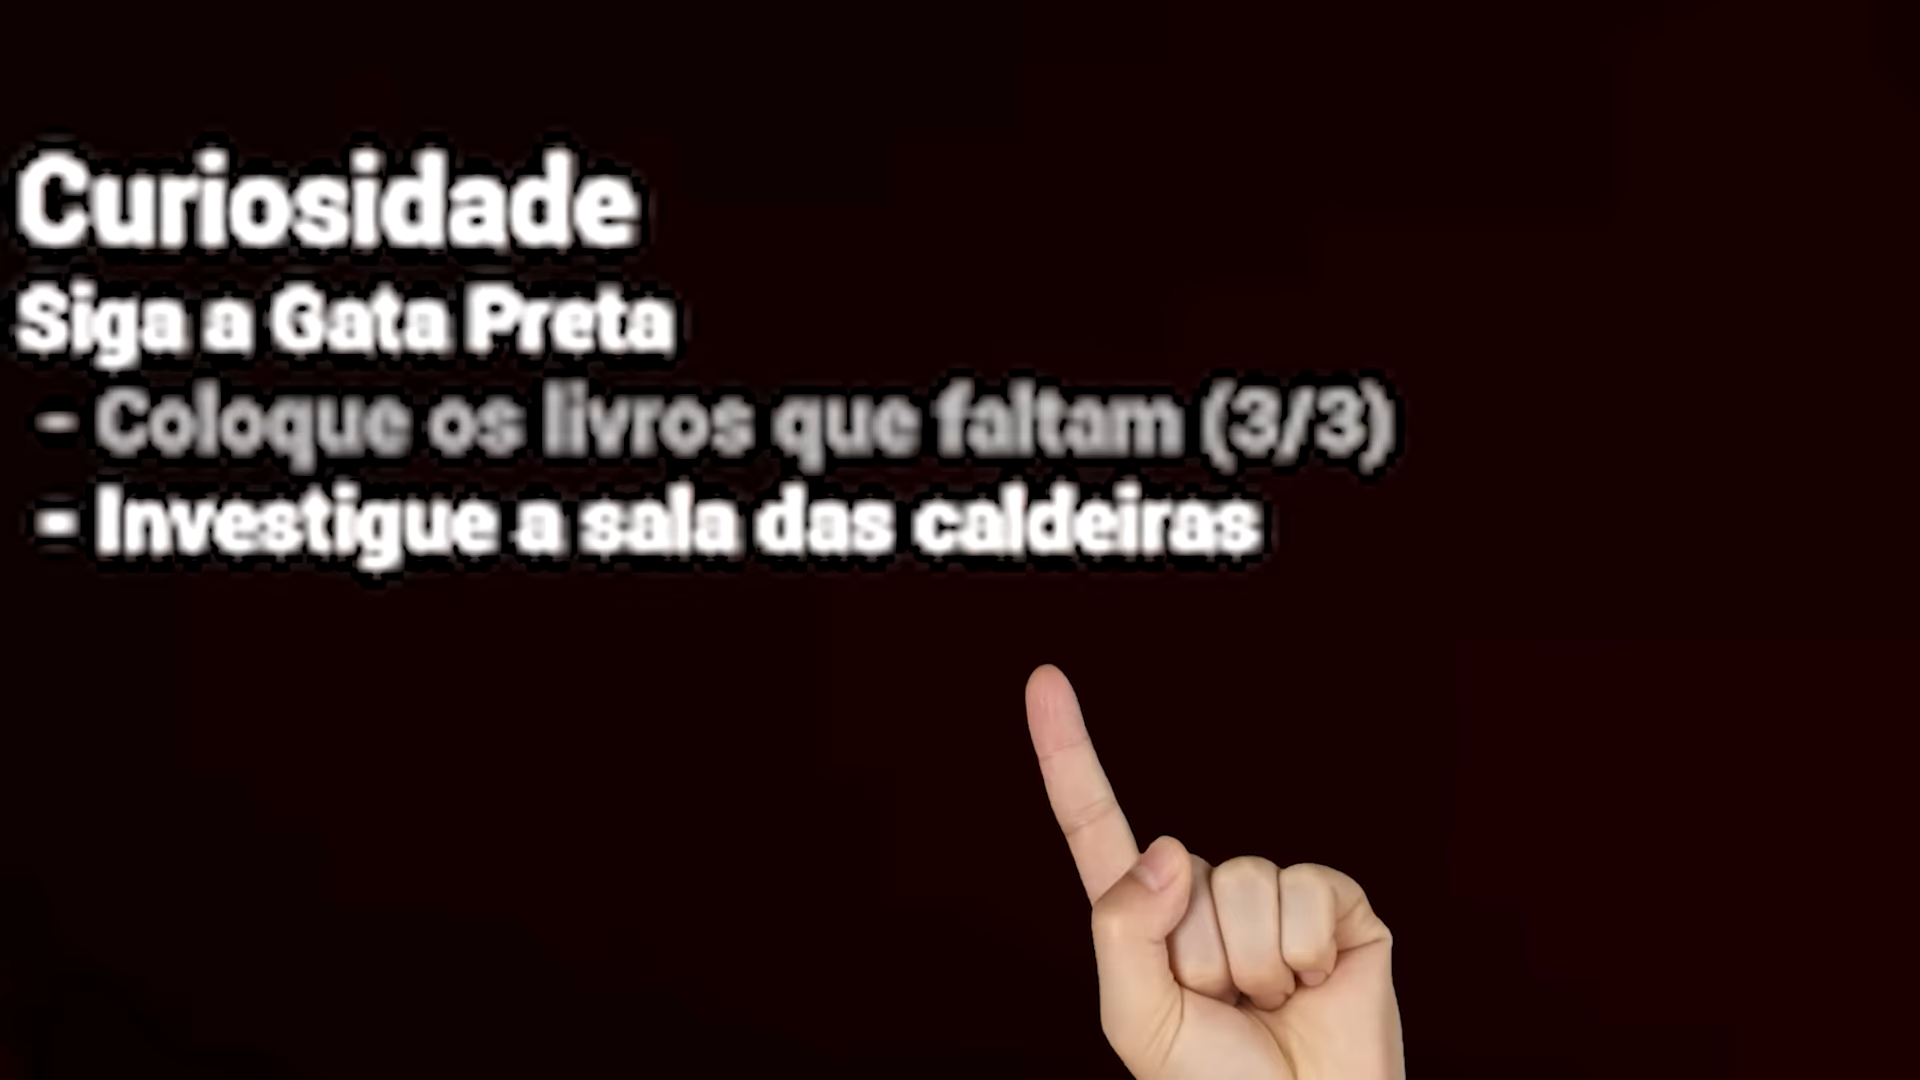 Curiosidade
Siga a Gata Preta
- Coloque os livros que faltam (3/3)
- Investigue a sala das caldeiras